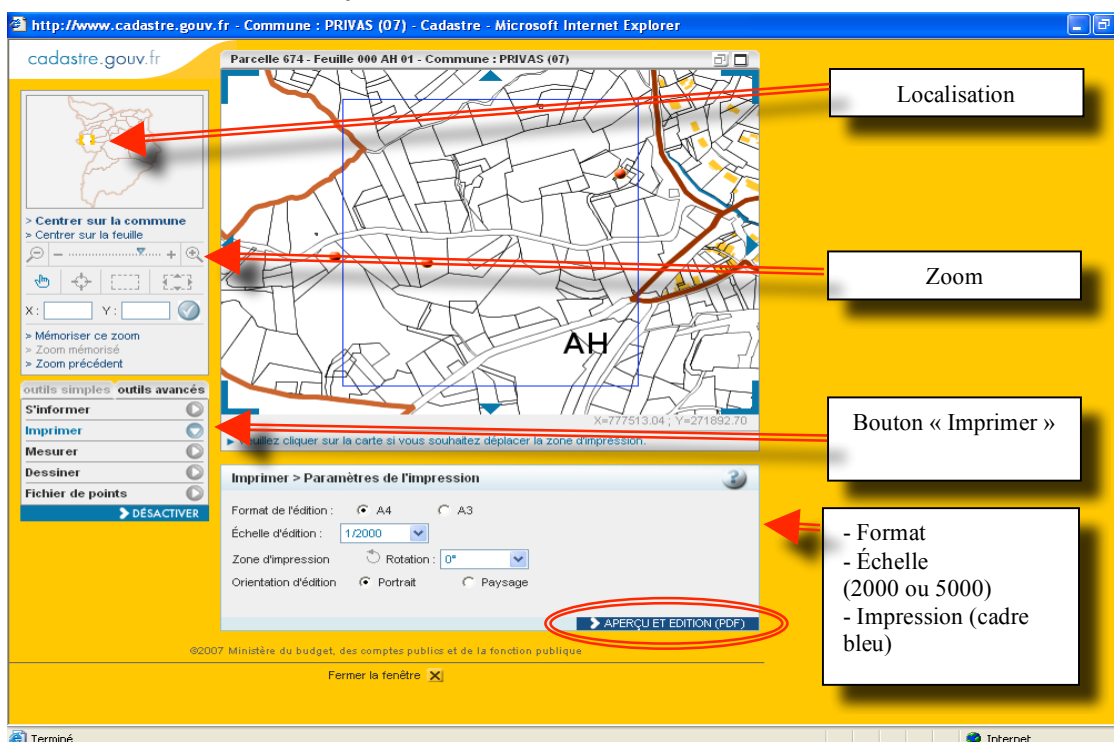 http://www.cadastre.gouv.fr - Commune : PRIVAS (07) - Cadastre - Microsoft Internet Explorer
cadastre.gouv.fr
Parcelle 674 - Feuille 000 AH 01 - Commune : PRIVAS (07)
Localisation
> Centrer sur la commune
> Centrer sur la feuille
Zoom
X :
Y :
> Mémoriser ce zoom
> Zoom mémorisé
> Zoom précédent
AH
outils simples outils avancés
S'informer
Imprimer
Mesurer
Dessiner
Fichier de points
DÉSACTIVER
X=777513.04 ; Y=271892.70
Bouton « Imprimer »
cliquer sur la carte si vous souhaitez déplacer la zone d'impression.
Imprimer > Paramètres de l'impression
Format de l'édition : A4 A3
Échelle d'édition : 1/2000
Zone d'impression Rotation : 0°
Orientation d'édition Portrait Paysage
APERÇU ET EDITION (PDF)
- Format
- Échelle
(2000 ou 5000)
- Impression (cadre
bleu)
©2007 Ministère du budget, des comptes publics et de la fonction publique
Fermer la fenêtre
Terminé
Internet